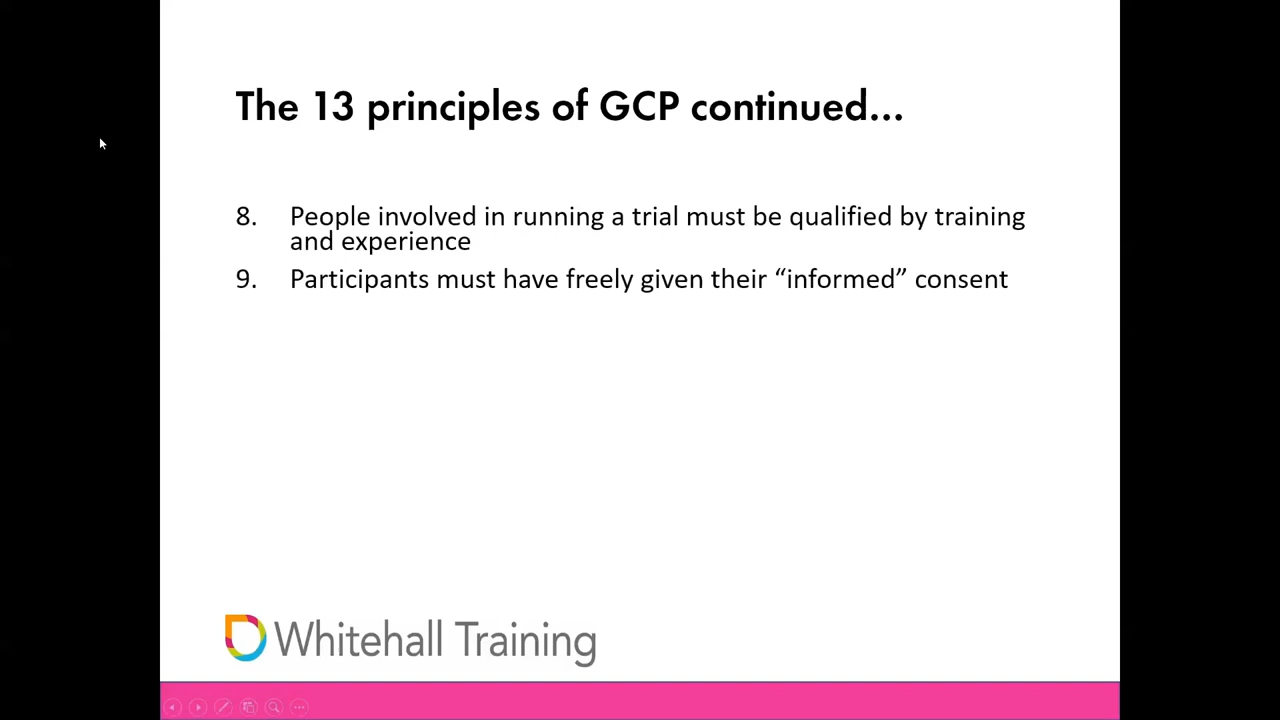 The 13 principles of GCP continued...
8. People involved in running a trial must be qualified by training
and experience
9. Participants must have freely given their “informed” consent
Whitehall Training